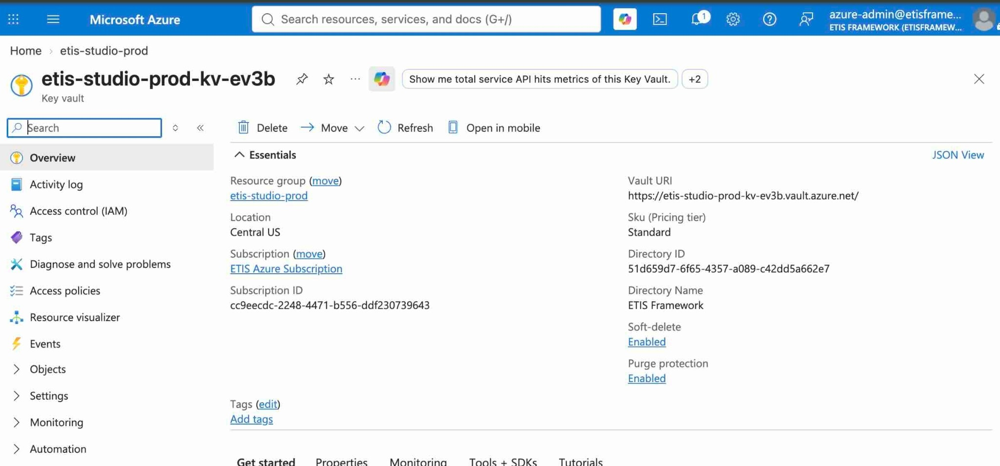 Microsoft Azure
Search resources, services, and docs (G+/)
1
azure-admin@etisframe...
ETIS FRAMEWORK (ETISFRAMEW...
Home > etis-studio-prod
etis-studio-prod-kv-ev3b
Key vault
Show me total service API hits metrics of this Key Vault.
+2
Search
Delete
Move
Refresh
Open in mobile
Overview
Activity log
Access control (IAM)
Tags
Diagnose and solve problems
Access policies
Resource visualizer
Events
Objects
Settings
Monitoring
Automation
Essentials
JSON View
Resource group (move)
etis-studio-prod
Location
Central US
Subscription (move)
ETIS Azure Subscription
Subscription ID
cc9eecdc-2248-4471-b556-ddf230739643
Vault URI
https://etis-studio-prod-kv-ev3b.vault.azure.net/
Sku (Pricing tier)
Standard
Directory ID
51d659d7-6f65-4357-a089-c42dd5a662e7
Directory Name
ETIS Framework
Soft-delete
Enabled
Purge protection
Enabled
Tags (edit)
Add tags
Get started
Properties
Monitoring
Tools + SDKs
Tutorials